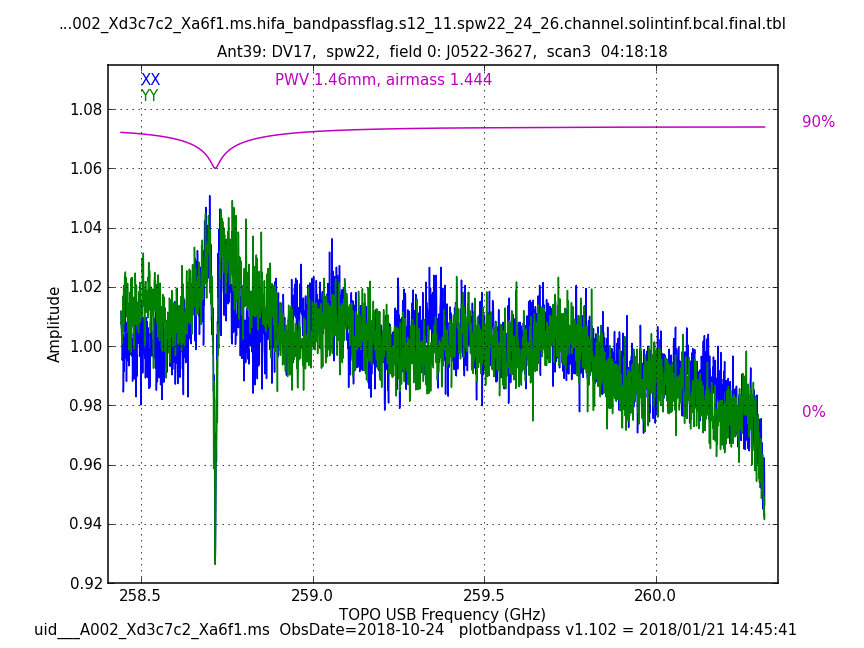 ...002_Xd3c7c2_Xa6f1.ms.hifa_bandpassflag.s12_11.spw22_24_26.channel.solintinf.bcal.final.tbl
Ant39: DV17, spw22, field 0: J0522-3627, scan3 04:18:18
XX
YY
PWV 1.46mm, airmass 1.444
90%
0%
1.08
1.06
1.04
1.02
1.00
0.98
0.96
0.94
0.92
Amplitude
258.5 259.0 259.5 260.0
TOPO USB Frequency (GHz)
uid___A002_Xd3c7c2_Xa6f1.ms ObsDate=2018-10-24 plotbandpass v1.102 = 2018/01/21 14:45:41